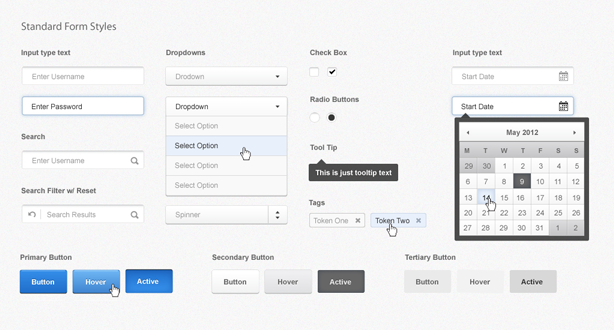 Standard Form Styles
Input type text
Enter Username
Enter Password
Search
Enter Username
Search Filter w/ Reset
Search Results
Dropdowns
Drodown
Dropdown
Select Option
Select Option
Select Option
Select Option
Spinner
Check Box
Radio Buttons
Tool Tip
This is just tooltip text
Tags
Token One
Token Two
Input type text
Start Date
Start Date
May 2012
M T W T F S S
29 30 1 2 3 4 5
6 7 8 9 10 11 12
13 14 15 16 17 18 19
20 21 22 23 24 25 26
27 28 29 30 31 1 2
Primary Button
Button Hover Active
Secondary Button
Button Hover Active
Tertiary Button
Button Hover Active